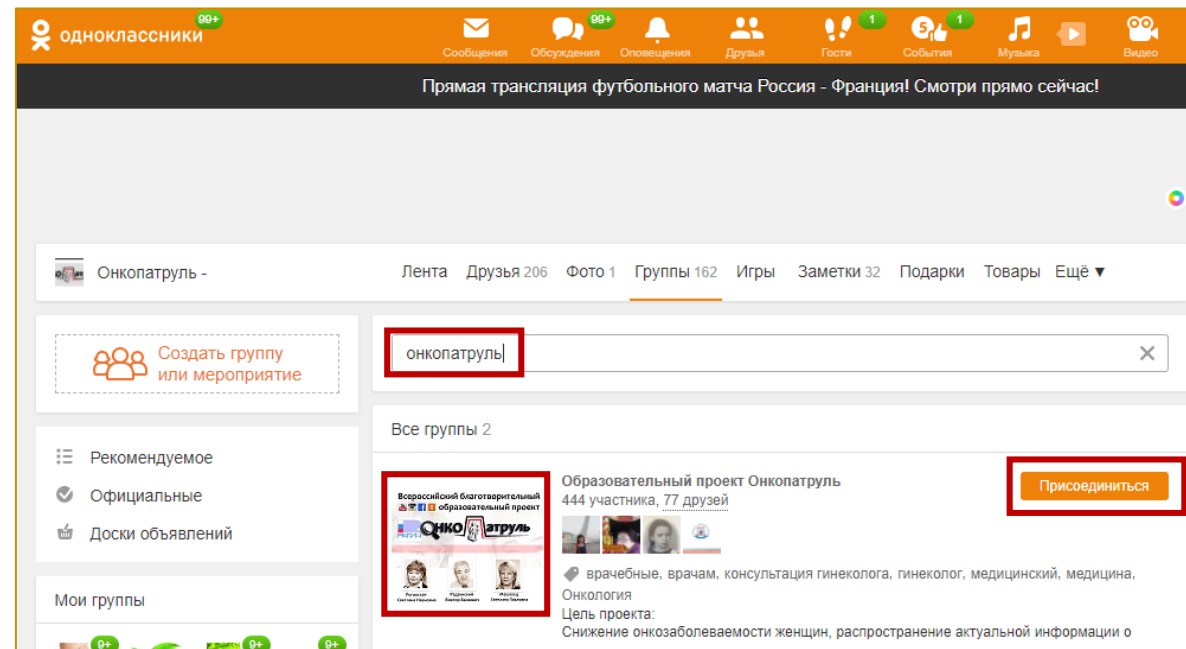 одноклассники 99+
Сообщения Обсуждения 99+ Оповещения Друзья Гости 1 События 1 Музыка Видео
Прямая трансляция футбольного матча Россия - Франция! Смотри прямо сейчас!
Онкопатруль -
Лента Друзья 206 Фото 1 Группы 162 Игры Заметки 32 Подарки Товары Ещё ▼
Создать группу
или мероприятие
онкопатруль
Все группы 2
Рекомендуемое
Официальные
Доски объявлений
Мои группы
9+ 9+ 9+
Всероссийский благотворительный
образовательный проект
Онко атруль
Образовательный проект Онкопатруль
444 участника, 77 друзей
Присоединиться
врачебные, врачам, консультация гинеколога, гинеколог, медицинский, медицина,
Онкология
Цель проекта:
Снижение онкозаболеваемости женщин, распространение актуальной информации о